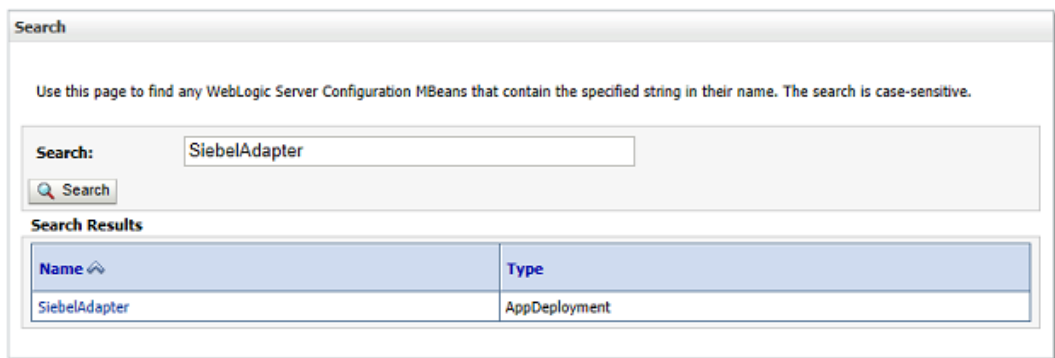 Search
Use this page to find any WebLogic Server Configuration MBeans that contain the specified string in their name. The search is case-sensitive.
Search: SiebelAdapter
Search
Search Results
Name Type
SiebelAdapter AppDeployment